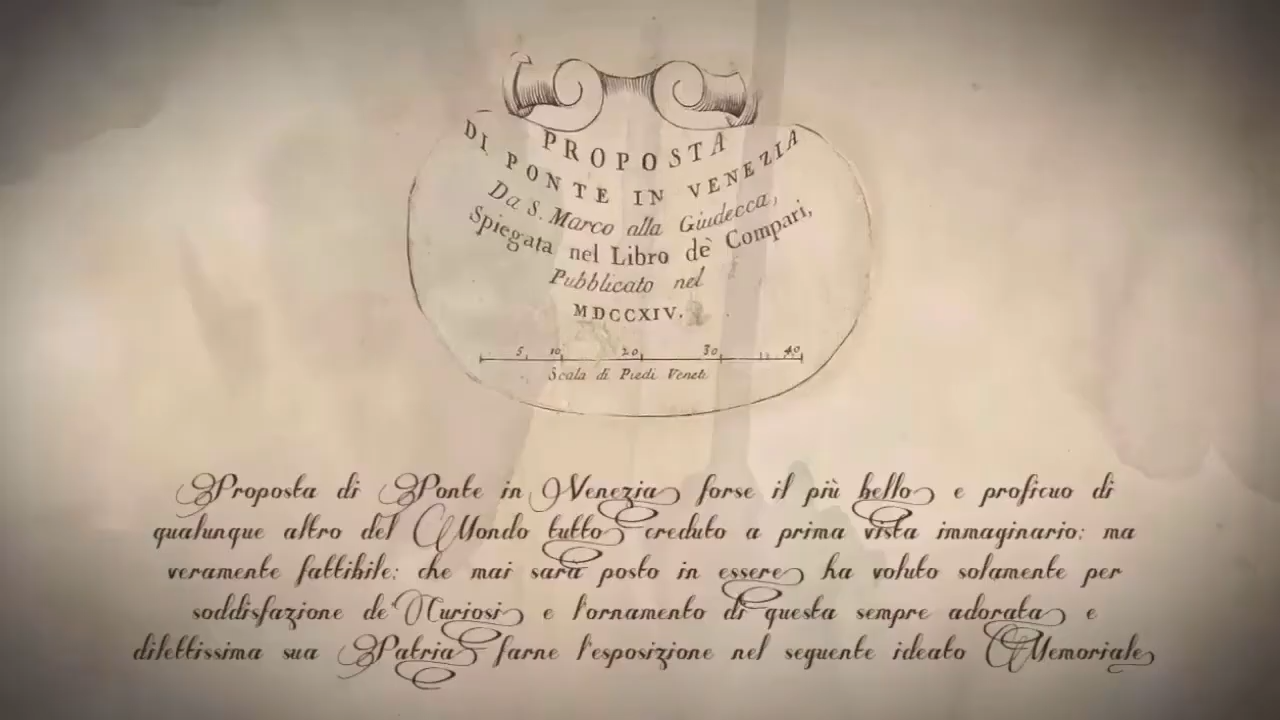 PROPOSTA
DI PONTE IN VENEZIA
Da S. Marco alla Giudecca,
Spiegata nel Libro dè Compari,
Pubblicato nel
MDCCXIV.
5 10 20 30 40
Scala di Piedi Veneti
Proposta di Ponte in Venezia forse il più bello e proficuo di
qualunque altro del Mondo tutto creduto a prima vista immaginario: ma
veramente fattibile: che mai sarà posto in essere ha voluto solamente per
soddisfazione de' Curiosi e l'ornamento di questa sempre adorata e
dilettissima sua Patria farne l'esposizione nel seguente ideato Memoriale